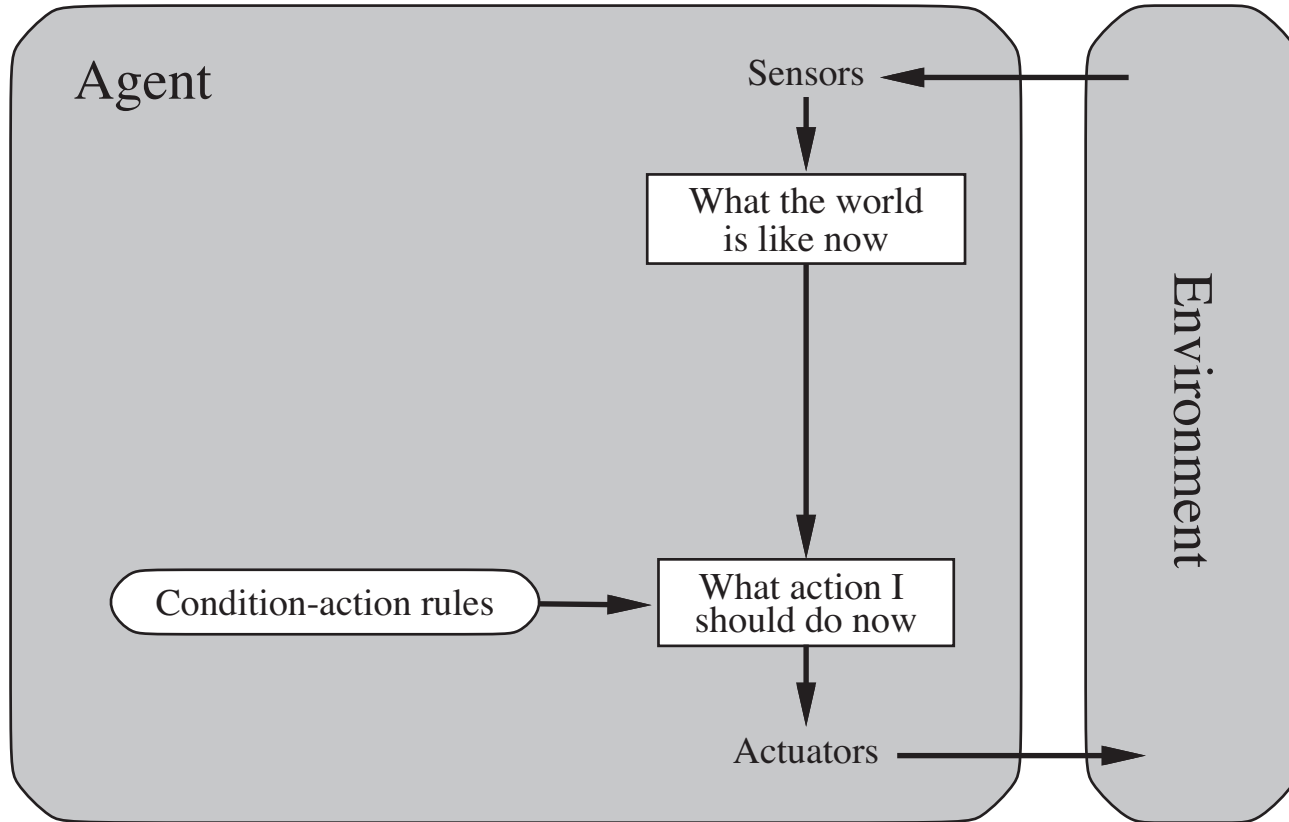 Agent
Sensors
What the world
is like now
Environment
Condition-action rules
What action I
should do now
Actuators